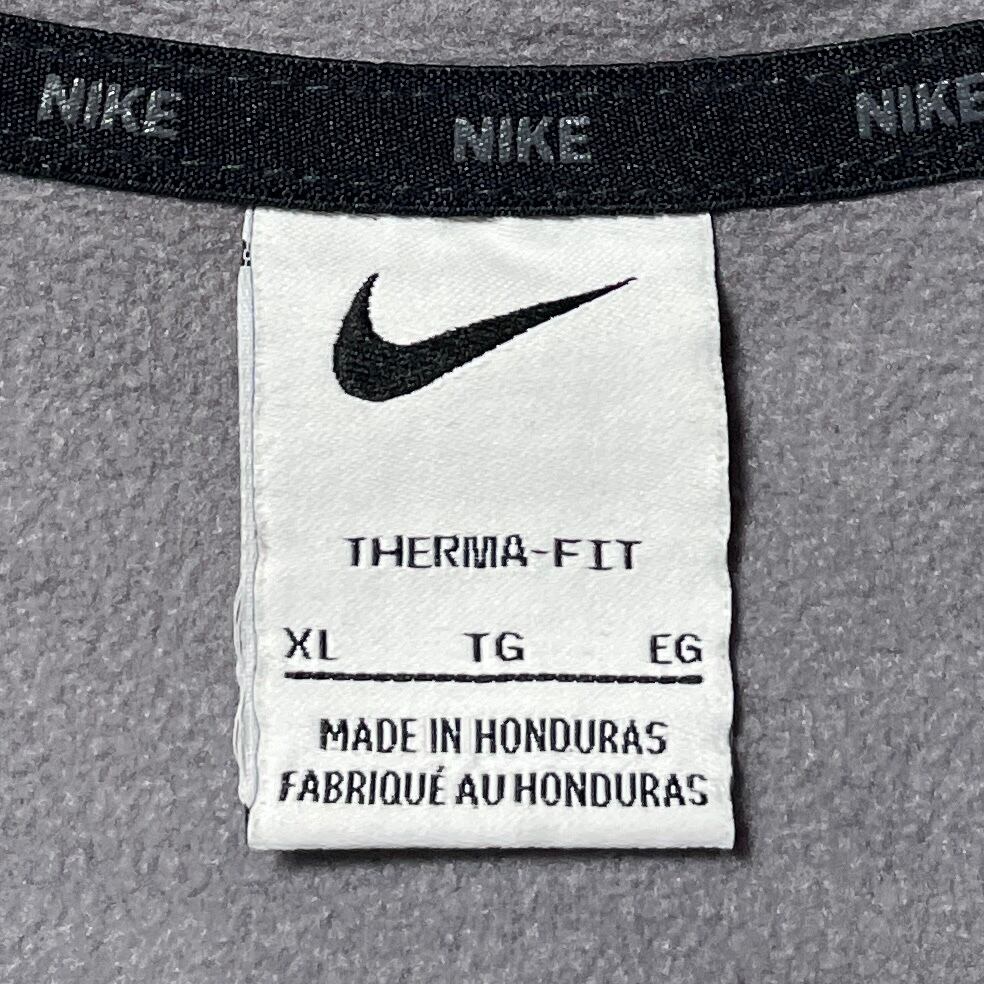 NIKE NIKE NIKE
THERMA-FIT
XL TG EG
MADE IN HONDURAS
FABRIQUÉ AU HONDURAS